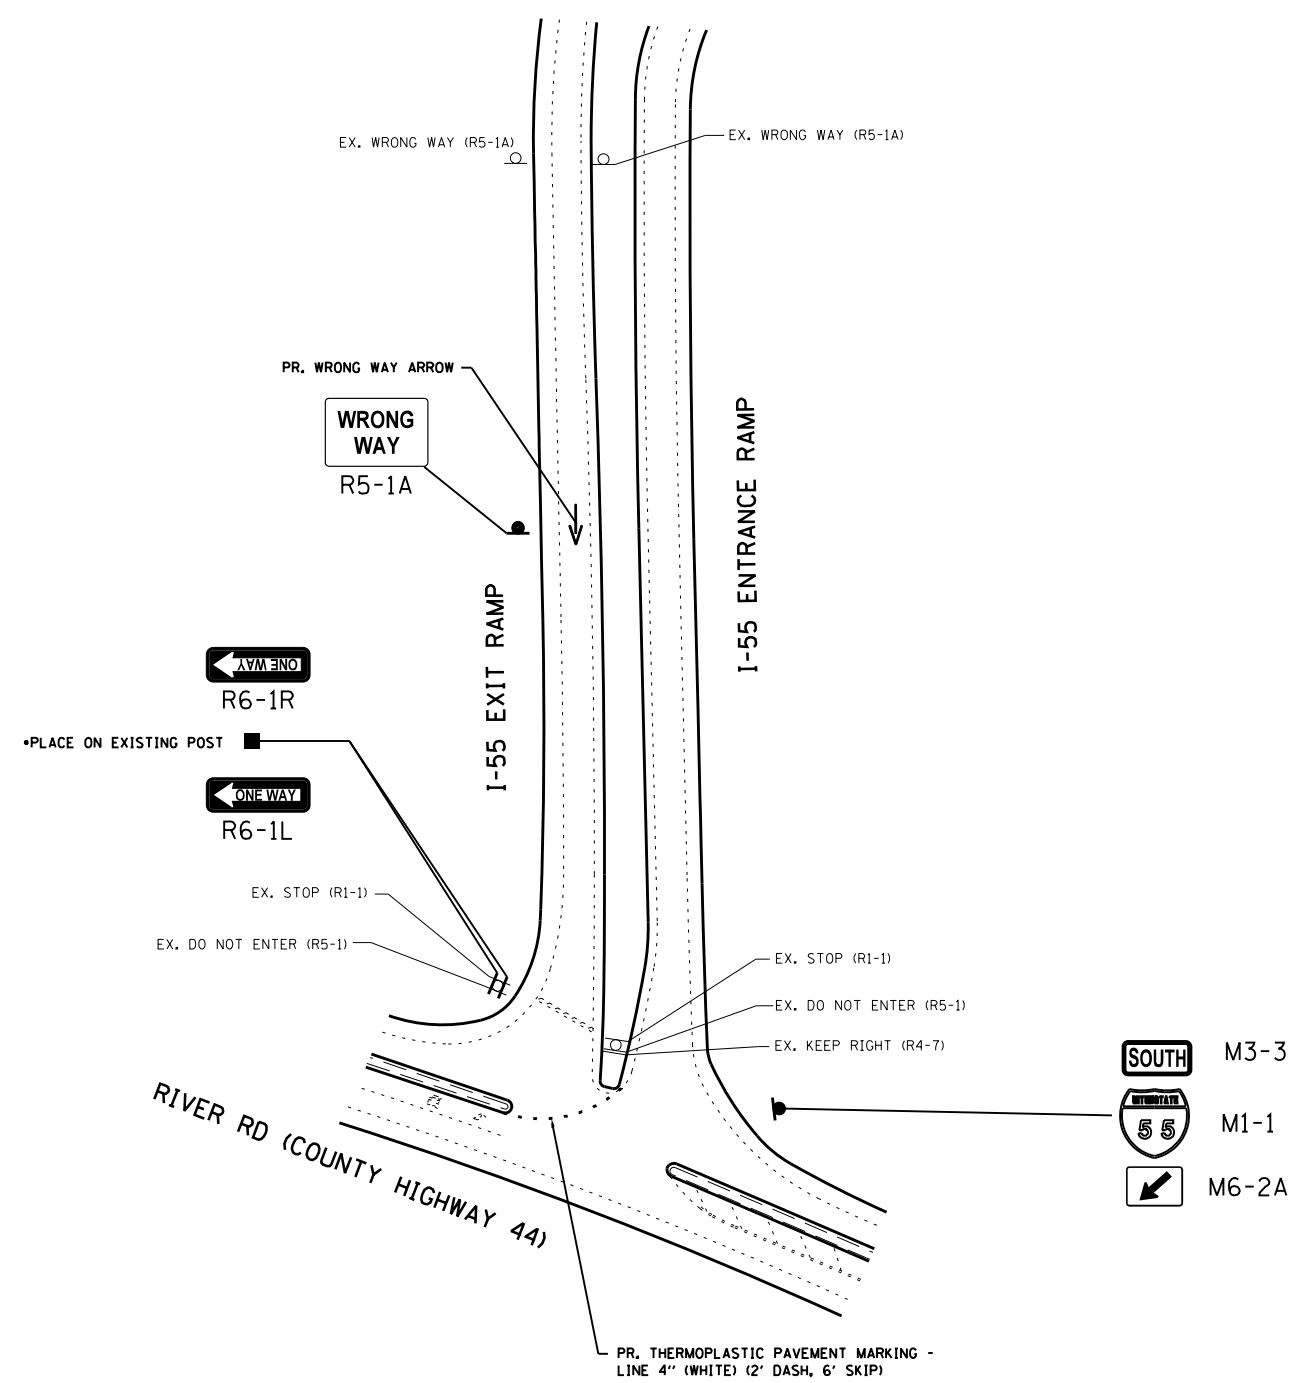 EX. WRONG WAY (R5-1A)
EX. WRONG WAY (R5-1A)
PR. WRONG WAY ARROW
WRONG
WAY
R5-1A
I-55 ENTRANCE RAMP
I-55 EXIT RAMP
ONE WAY
R6-1R
•PLACE ON EXISTING POST
ONE WAY
R6-1L
EX. STOP (R1-1)
EX. DO NOT ENTER (R5-1)
EX. STOP (R1-1)
EX. DO NOT ENTER (R5-1)
EX. KEEP RIGHT (R4-7)
SOUTH
M3-3
INTERSTATE
55
M1-1
M6-2A
RIVER RD (COUNTY HIGHWAY 44)
PR. THERMOPLASTIC PAVEMENT MARKING -
LINE 4'' (WHITE) (2' DASH, 6' SKIP)